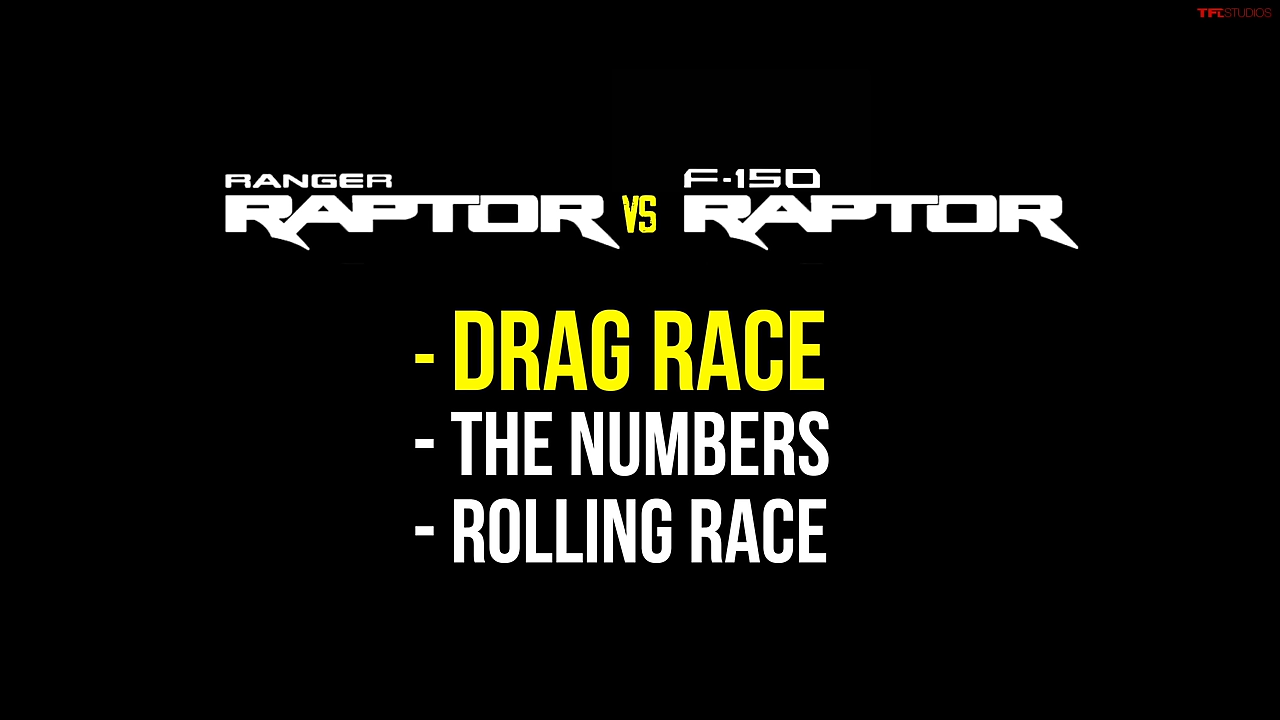 TFLSTUDIOS
RANGER F-150
RAPTOR VS RAPTOR
- DRAG RACE
- THE NUMBERS
- ROLLING RACE